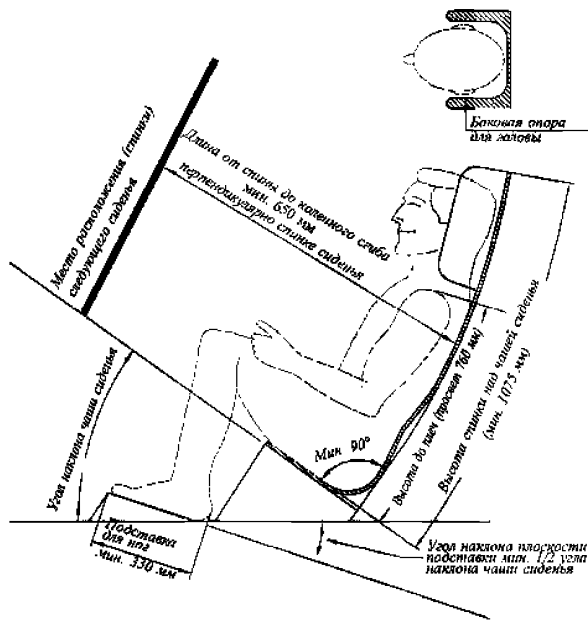 Боковая опора
для головы
Место расположения (спинки)
следующего сиденья
Длина от спины до коленного сгиба
мин. 650 мм
перпендикулярно спинке сиденья
Угол наклона чаши сиденья
Мин 90°
Высота до плеч (просвет 760 мм)
Высота спинки над чашей сиденья
(мин. 1075 мм)
Подставка
для ног
мин. 330 мм
Угол наклона плоскости
подставки мин. 1/2 угла
наклона чаши сиденья